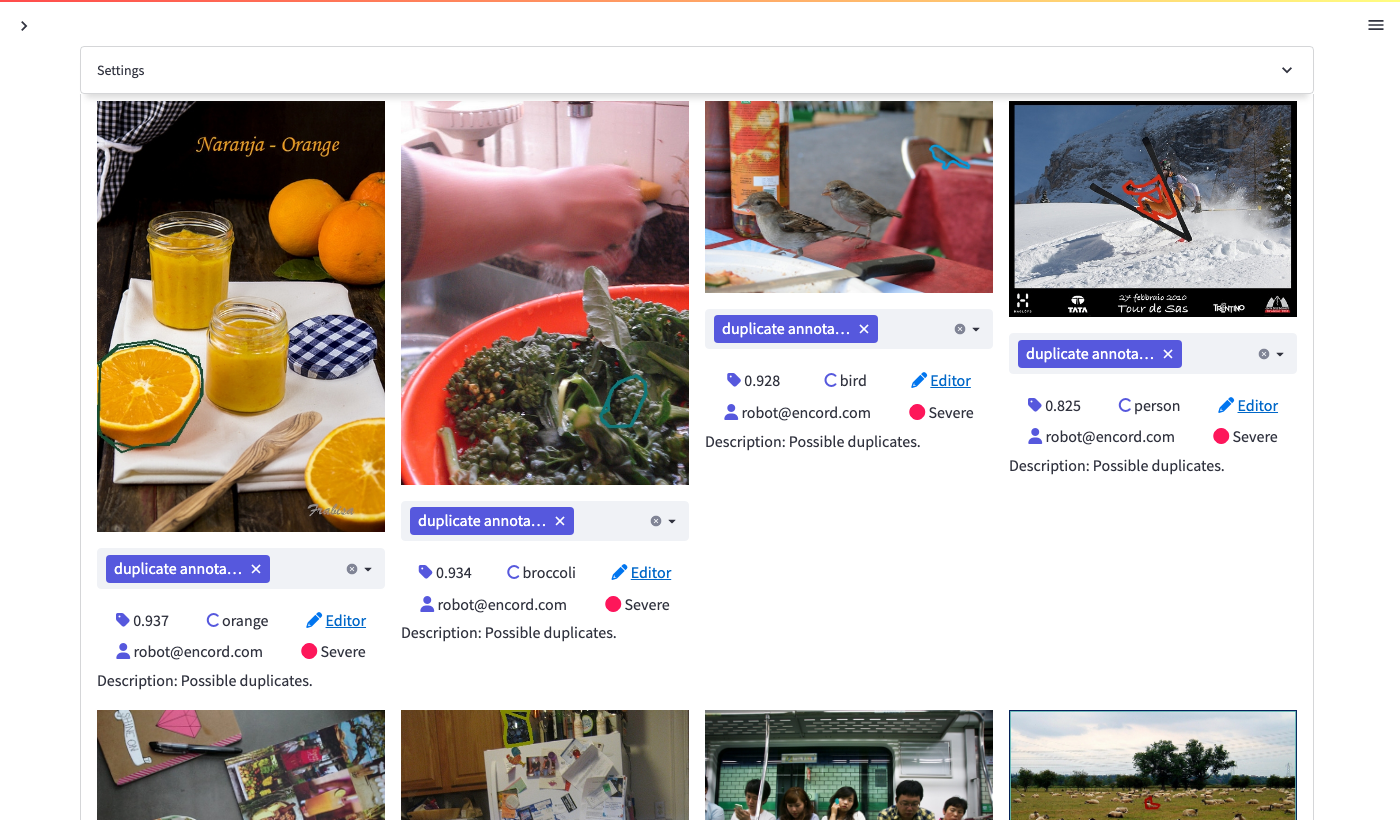 Settings
Naranja - Orange
27 febbraio 2010
Tour de Sas
TATA
TRENTINO
duplicate annota...
0.937
orange
Editor
robot@encord.com
Severe
Description: Possible duplicates.
duplicate annota...
0.934
broccoli
Editor
robot@encord.com
Severe
Description: Possible duplicates.
duplicate annota...
0.928
bird
Editor
robot@encord.com
Severe
Description: Possible duplicates.
duplicate annota...
0.825
person
Editor
robot@encord.com
Severe
Description: Possible duplicates.